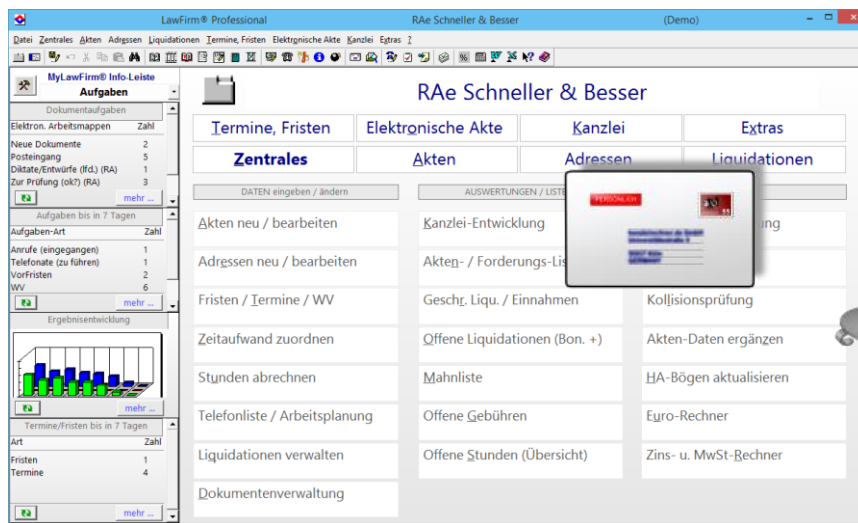 LawFirm® Professional RAe Schneller & Besser (Demo)
Datei Zentrales Akten Adressen Liquidationen Termine, Fristen Elektronische Akte Kanzlei Extras ?
MyLawFirm® Info-Leiste
Aufgaben
Dokumentaufgaben
Elektron. Arbeitsmappen Zahl
Neue Dokumente 2
Posteingang 5
Diktate/Entwürfe (lfd.) (RA) 1
Zur Prüfung (ok?) (RA) 3
mehr ...
Aufgaben bis in 7 Tagen
Aufgaben-Art Zahl
Anrufe (eingegangen) 1
Telefonate (zu führen) 1
VorFristen 2
WV 6
mehr ...
Ergebnisentwicklung
mehr ...
Termine/Fristen bis in 7 Tagen
Art Zahl
Fristen 1
Termine 4
mehr ...
RAe Schneller & Besser
Termine, Fristen Elektronische Akte Kanzlei Extras
Zentrales Akten Adressen Liquidationen
DATEN eingeben / ändern AUSWERTUNGEN / LISTE
PERSÖNLICH
Akten neu / bearbeiten Kanzlei-Entwicklung
Adressen neu / bearbeiten Akten- / Forderungs-Lis
Fristen / Termine / WV Geschr. Liqu. / Einnahmen Kollisionsprüfung
Zeitaufwand zuordnen Offene Liquidationen (Bon. +) Akten-Daten ergänzen
Stunden abrechnen Mahnliste HA-Bögen aktualisieren
Telefonliste / Arbeitsplanung Offene Gebühren Euro-Rechner
Liquidationen verwalten Offene Stunden (Übersicht) Zins- u. MwSt-Rechner
Dokumentenverwaltung